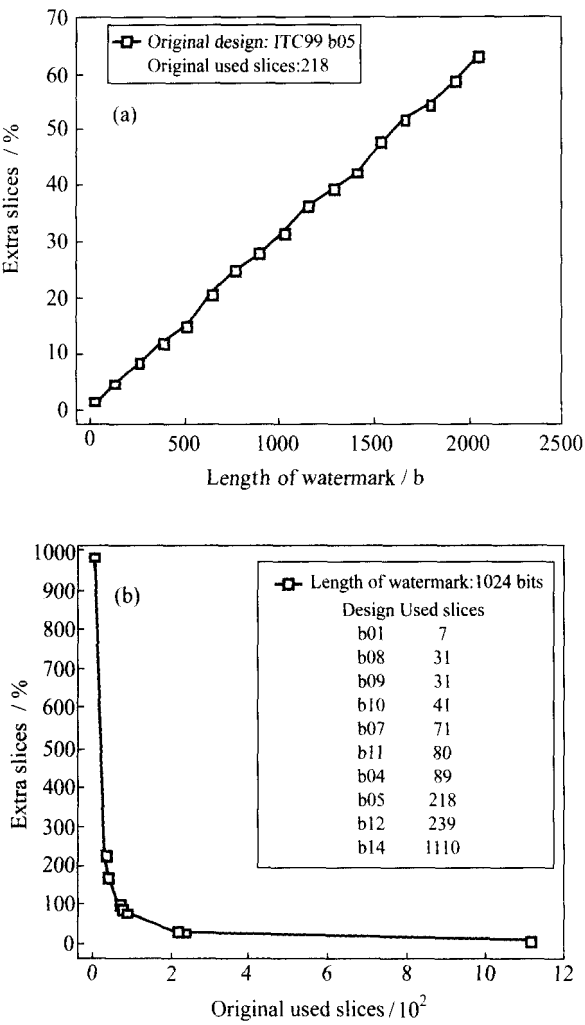 70
60
50
40
30
20
10
0
Extra slices / %
Original design: ITC99 b05
Original used slices:218
(a)
0 500 1000 1500 2000 2500
Length of watermark / b
1000
900
800
700
600
500
400
300
200
100
0
Extra slices / %
(b)
Length of watermark:1024 bits
Design Used slices
b01 7
b08 31
b09 31
b10 41
b07 71
b11 80
b04 89
b05 218
b12 239
b14 1110
0 2 4 6 8 10 12
Original used slices /10²